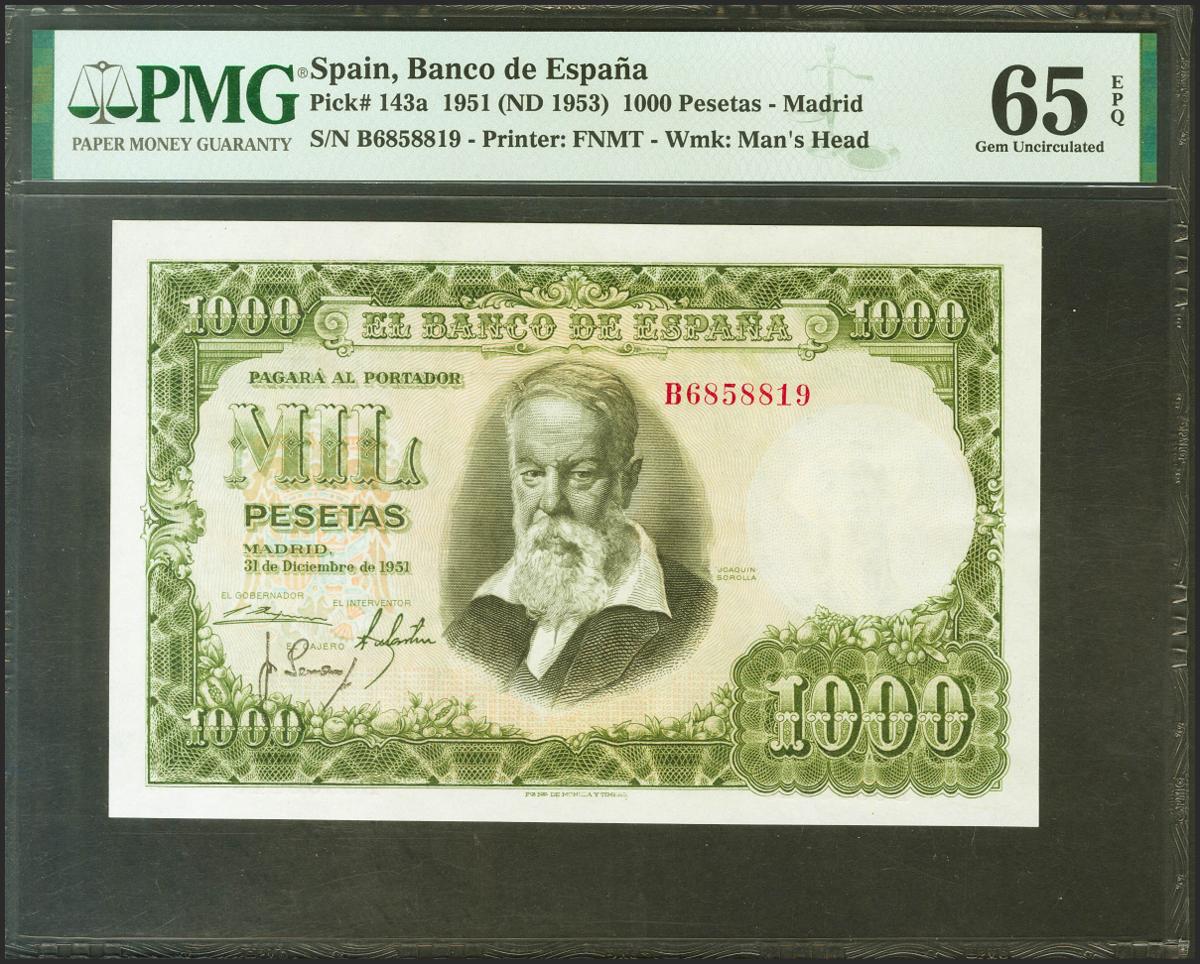 PMG®
PAPER MONEY GUARANTY
Spain, Banco de España
Pick# 143a 1951 (ND 1953) 1000 Pesetas - Madrid
S/N B6858819 - Printer: FNMT - Wmk: Man's Head
65
EPQ
Gem Uncirculated
1000
EL BANCO DE ESPAÑA
1000
PAGARÁ AL PORTADOR
B6858819
MIL
PESETAS
MADRID,
31 de Diciembre de 1951
JOAQUIN
SOROLLA
EL GOBERNADOR
EL INTERVENTOR
EL CAJERO
1000
1000